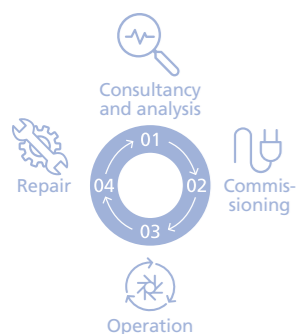 Consultancy
and analysis
01
Repair
04
02
Commis-
sioning
03
Operation